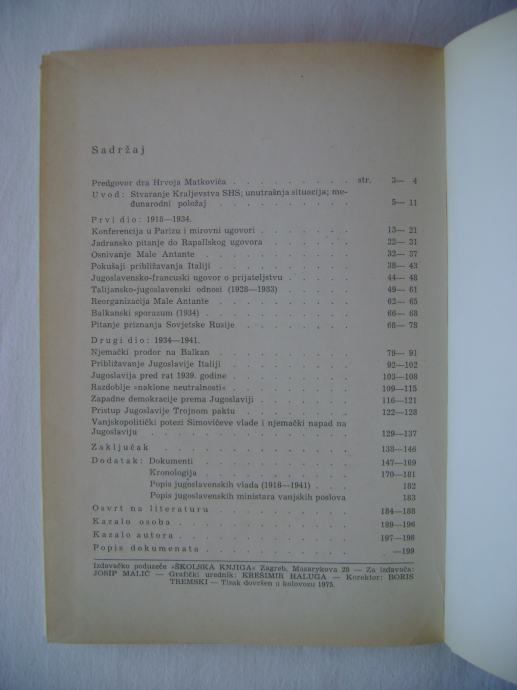 Sadržaj
Predgovor dra Hrvoja Matkovića . . . . . . . . . str. 3— 4
Uvod: Stvaranje Kraljevstva SHS; unutrašnja situacija; me-
đunarodni položaj . . . . . . . . . . 5— 11
Prvi dio: 1918—1934.
Konferencija u Parizu i mirovni ugovori . . . . . . . 13— 21
Jadransko pitanje do Rapallskog ugovora . . . . . . . 22— 31
Osnivanje Male Antante . . . . . . . . . . 32— 37
Pokušaji približavanja Italiji . . . . . . . . . 38— 43
Jugoslavensko-francuski ugovor o prijateljstvu . . . . . . 44— 48
Talijansko-jugoslavenski odnosi (1928—1933) . . . . . . 49— 61
Reorganizacija Male Antante . . . . . . . . . 62— 65
Balkanski sporazum (1934) . . . . . . . . . 66— 68
Pitanje priznanja Sovjetske Rusije . . . . . . . . 68— 78
Drugi dio: 1934—1941.
Njemački prodor na Balkan . . . . . . . . . 79— 91
Približavanje Jugoslavije Italiji . . . . . . . . 92—102
Jugoslavija pred rat 1939. godine . . . . . . . . 103—108
Razdoblje »naklone neutralnosti« . . . . . . . . 109—115
Zapadne demokracije prema Jugoslaviji . . . . . . . 116—121
Pristup Jugoslavije Trojnom paktu . . . . . . . . 122—128
Vanjskopolitički potezi Simovićeve vlade i njemački napad na
Jugoslaviju . . . . . . . . . . . . 129—137
Zaključak . . . . . . . . . . . . 138—146
Dodatak: Dokumenti . . . . . . . . . . 147—169
Kronologija . . . . . . . . . . 170—181
Popis jugoslavenskih vlada (1918—1941) . . . . 182
Popis jugoslavenskih ministara vanjskih poslova 183
Osvrt na literaturu . . . . . . . . . . 184—188
Kazalo osoba . . . . . . . . . . . 189—196
Kazalo autora . . . . . . . . . . . 197—198
Popis dokumenata . . . . . . . . . . —199
Izdavačko poduzeće »ŠKOLSKA KNJIGA« Zagreb, Masarykova 28 — Za izdavača:
JOSIP MALIĆ — Grafički urednik: KREŠIMIR HALUGA — Korektor: BORIS
TREMSKI — Tisak dovršen u kolovozu 1975.